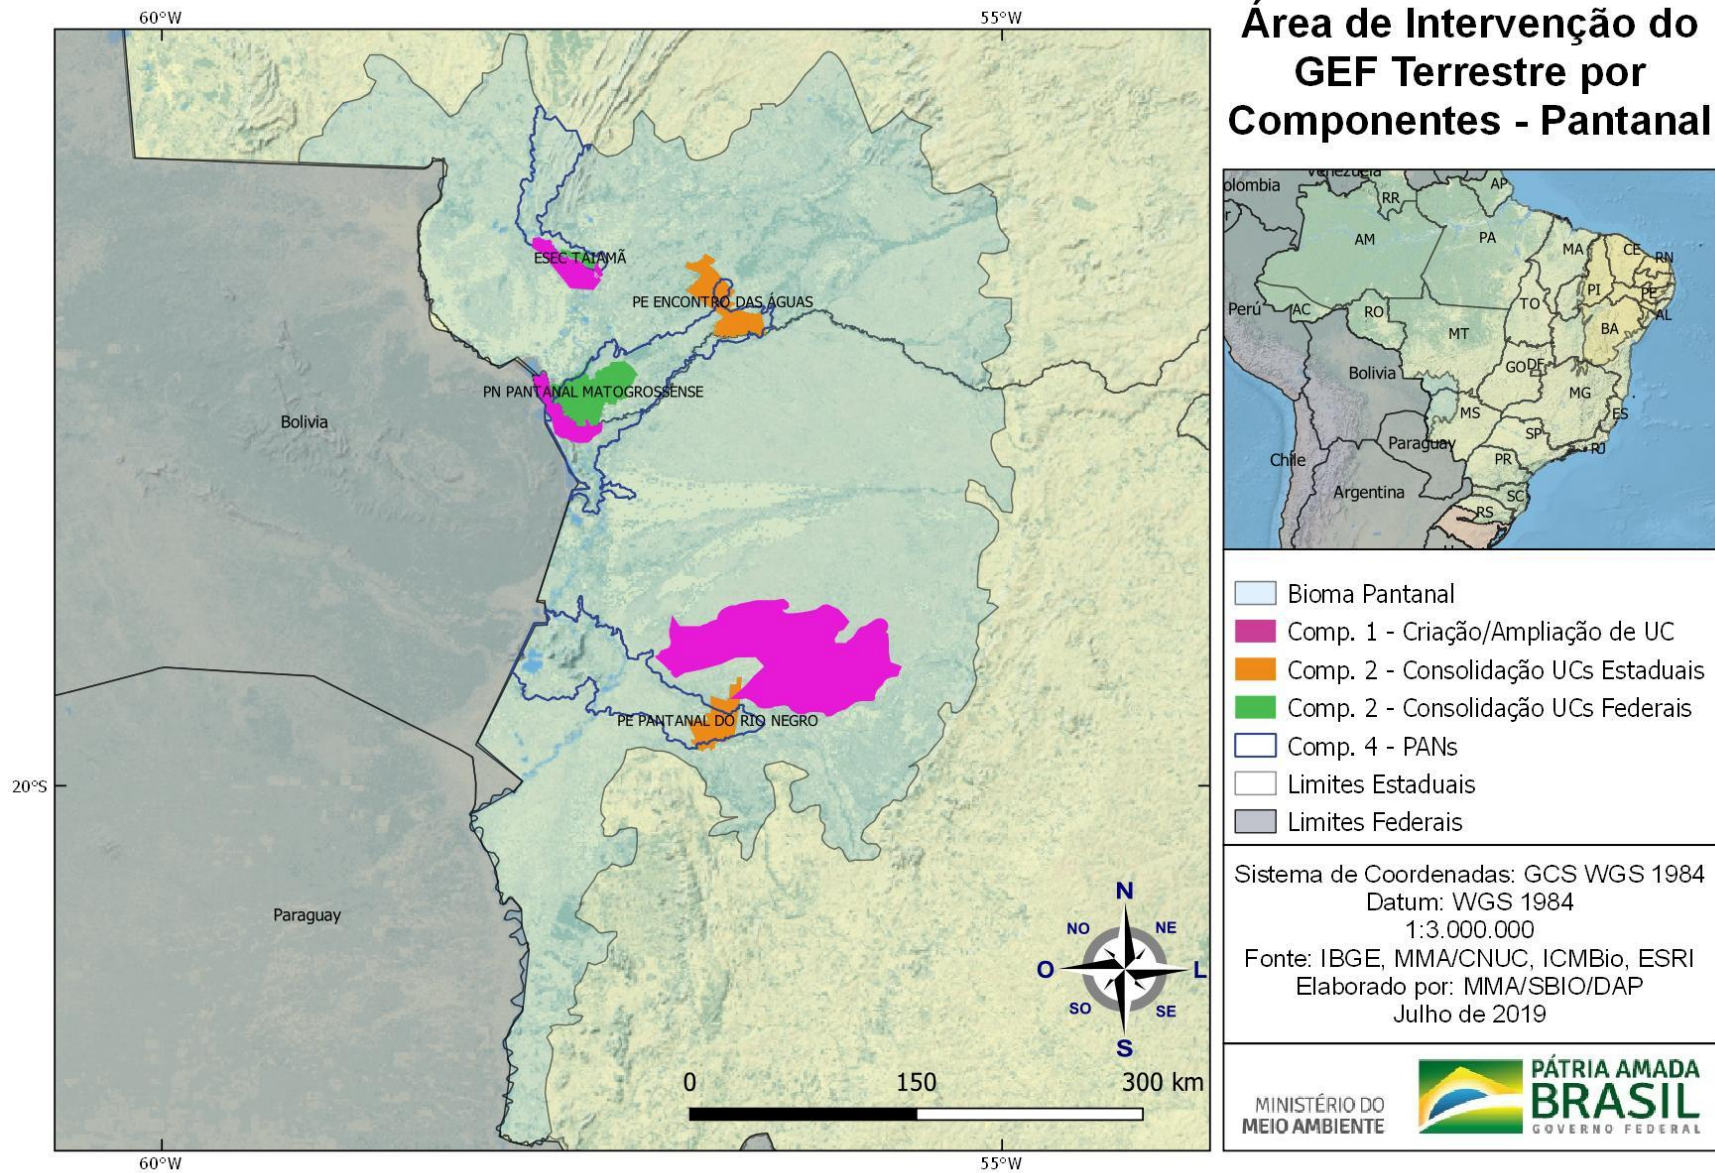 Área de Intervenção do
GEF Terrestre por
Componentes - Pantanal
60°W
55°W
20°S
60°W
55°W
ESEC TAIAMÃ
PE ENCONTRO DAS ÁGUAS
PN PANTANAL MATOGROSSENSE
PE PANTANAL DO RIO NEGRO
Bolivia
Paraguay
N
NO
NE
O
L
SO
SE
S
0
150
300 km
Venezuela
olombia
AP
RR
AM
PA
MA
CE
RN
PI
PE
AL
Perú
AC
RO
TO
BA
MT
Bolivia
GO
DF
MG
MS
ES
SP
RJ
Paraguay
Chile
PR
Argentina
SC
RS
Bioma Pantanal
Comp. 1 - Criação/Ampliação de UC
Comp. 2 - Consolidação UCs Estaduais
Comp. 2 - Consolidação UCs Federais
Comp. 4 - PANs
Limites Estaduais
Limites Federais
Sistema de Coordenadas: GCS WGS 1984
Datum: WGS 1984
1:3.000.000
Fonte: IBGE, MMA/CNUC, ICMBio, ESRI
Elaborado por: MMA/SBIO/DAP
Julho de 2019
MINISTÉRIO DO
MEIO AMBIENTE
PÁTRIA AMADA
BRASIL
GOVERNO FEDERAL